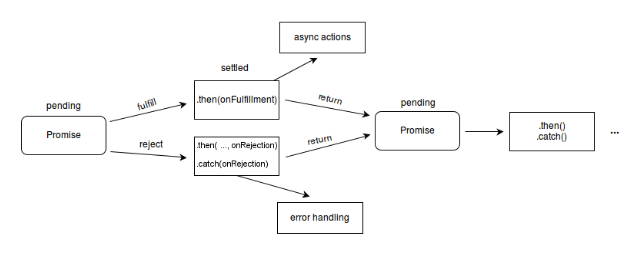 async actions
settled
pending
fulfill
.then(onFulfillment)
return
pending
Promise
reject
.then( ..., onRejection)
.catch(onRejection)
return
Promise
.then()
.catch()
...
error handling